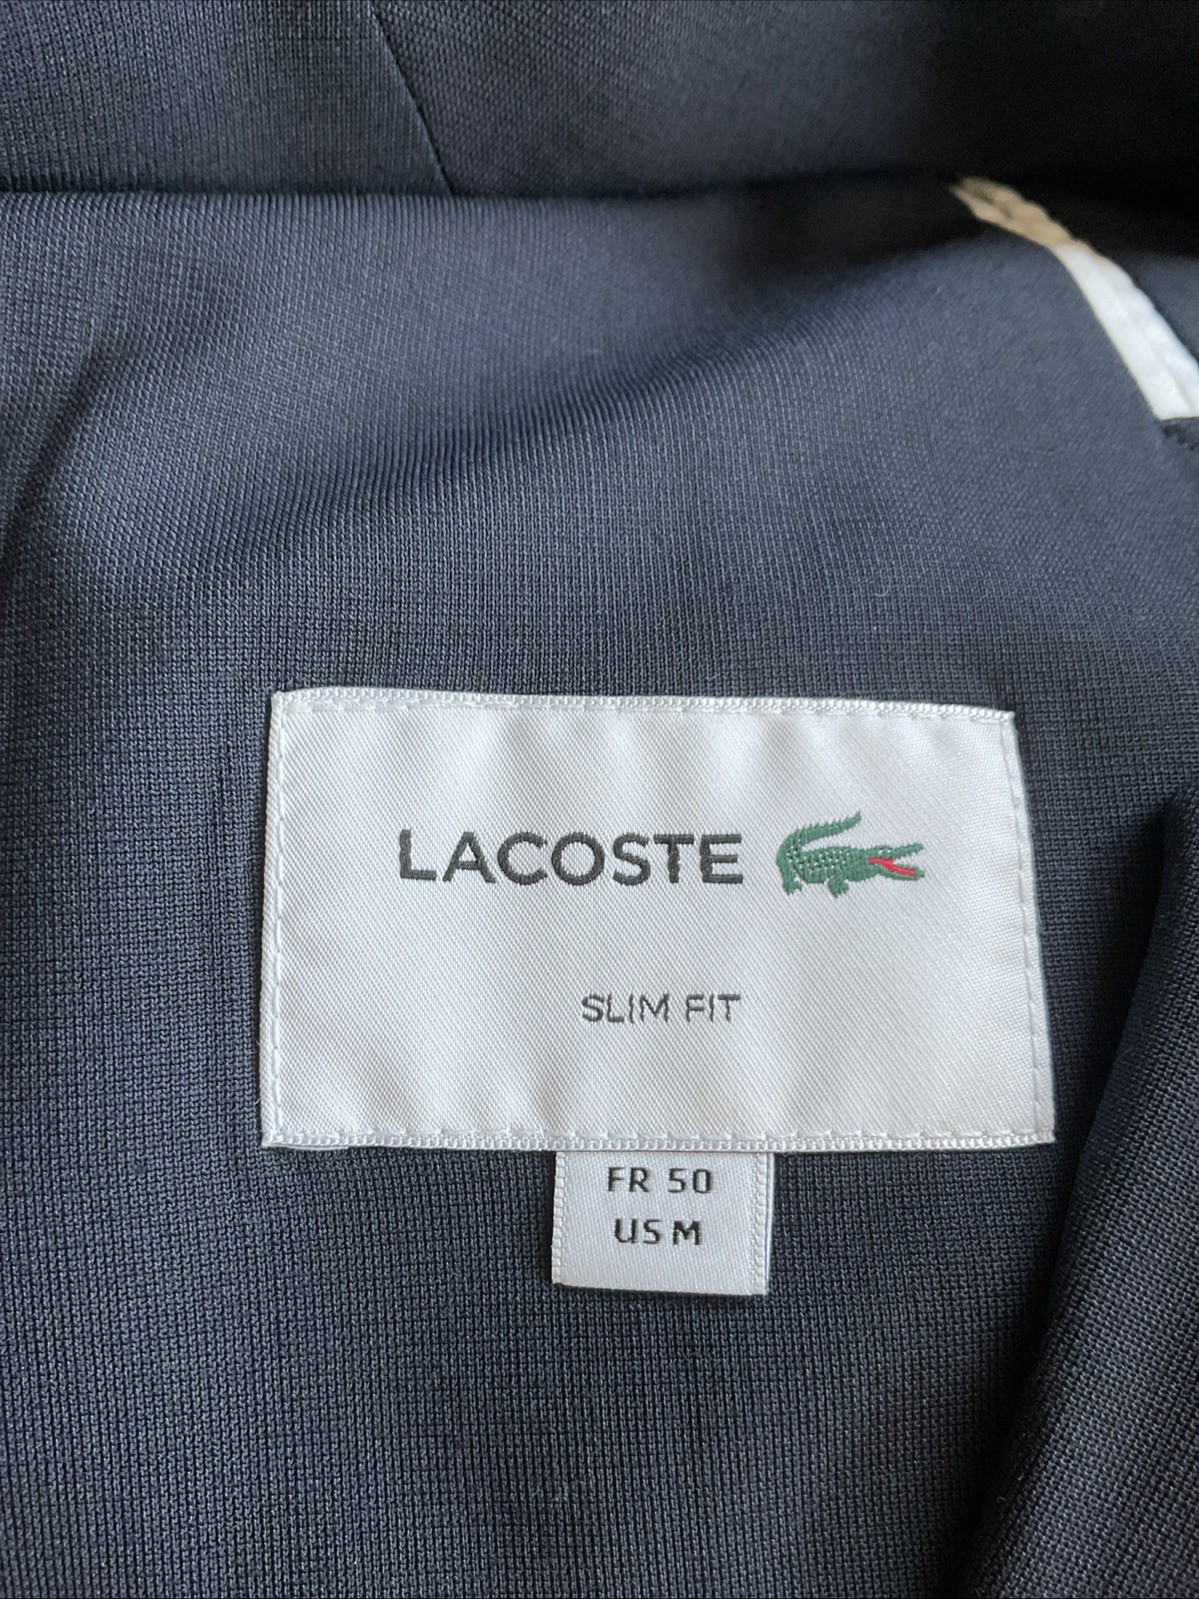 LACOSTE
SLIM FIT
FR 50
US M